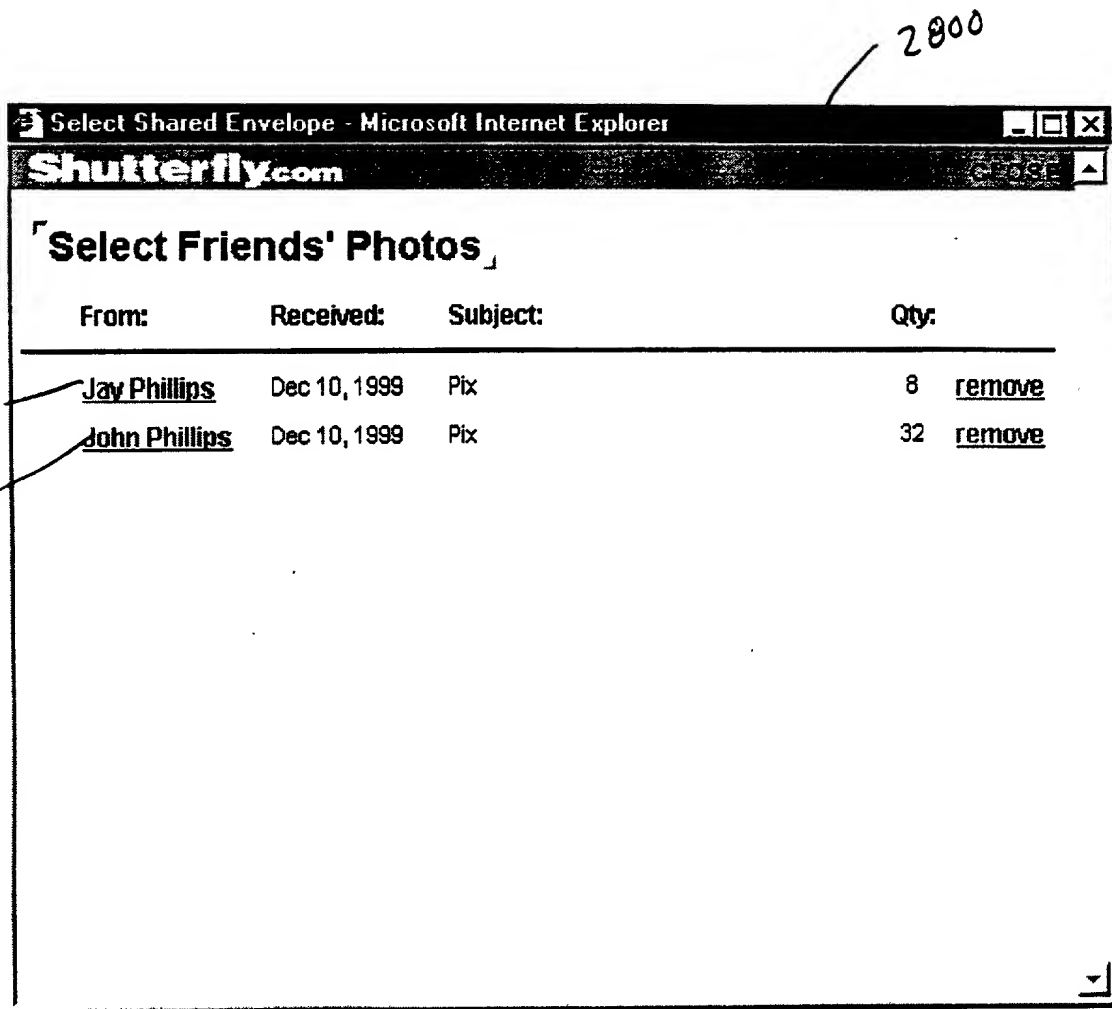 2800
Select Shared Envelope - Microsoft Internet Explorer
Shutterfly.com CLOSE
Select Friends' Photos
From: Received: Subject: Qty:
Jay Phillips Dec 10, 1999 Pix 8 remove
John Phillips Dec 10, 1999 Pix 32 remove